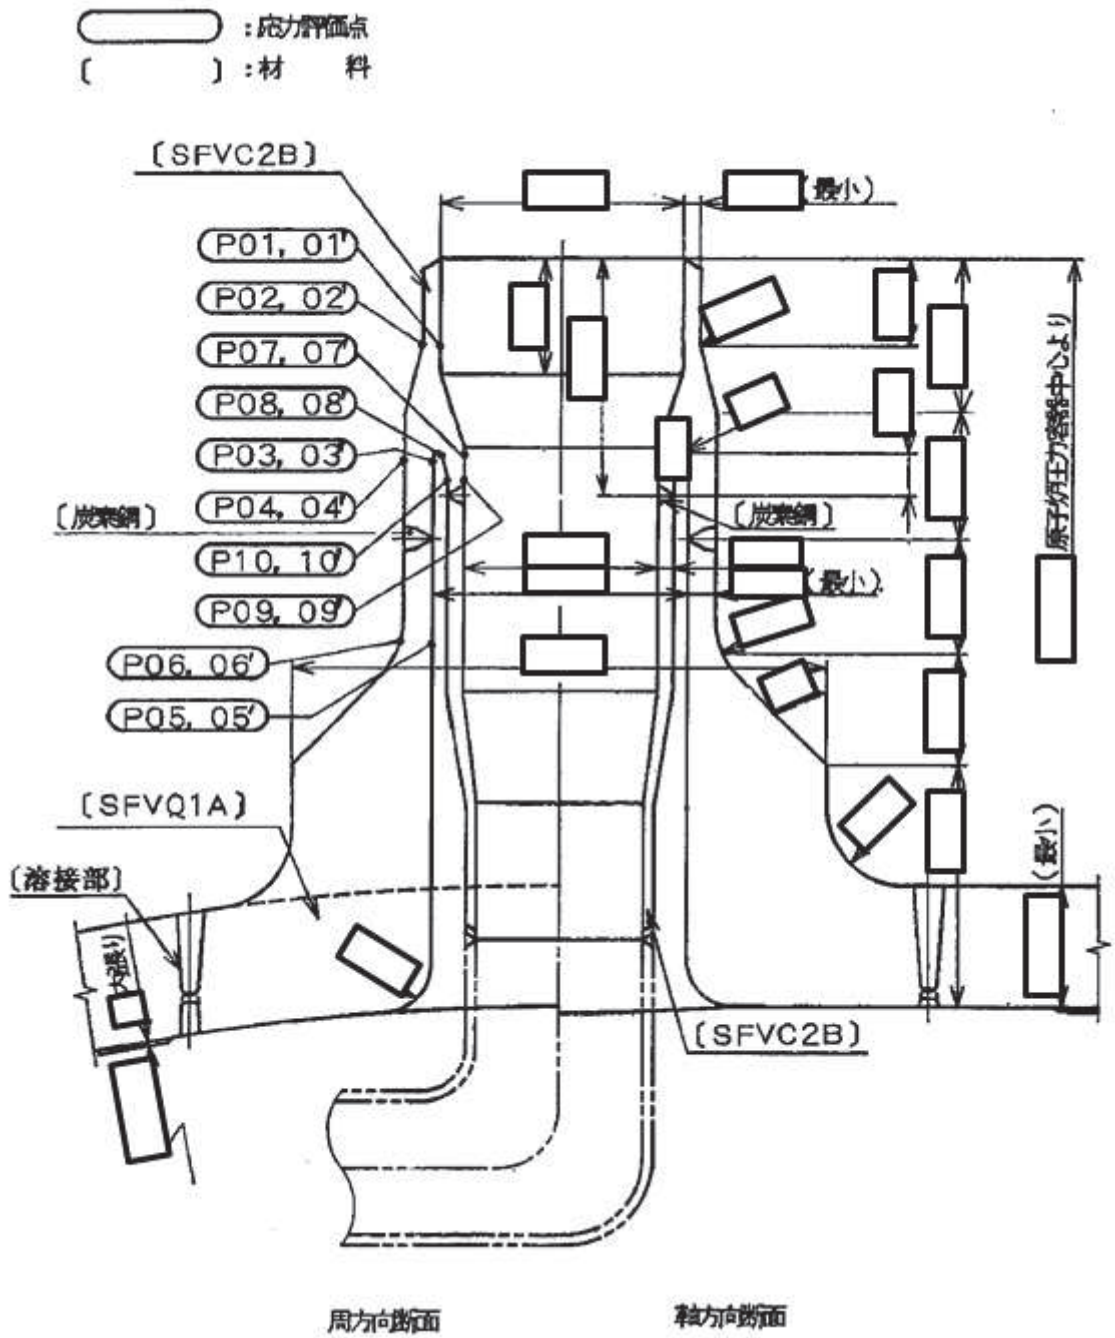 ：応力評価点
〔　　　〕：材　料
〔SFVC2B〕
(最小)
P01, 01'
P02, 02'
P07, 07'
P08, 08'
P03, 03'
P04, 04'
〔炭素鋼〕
〔炭素鋼〕
P10, 10'
P09, 09'
(最小)
P06, 06'
P05, 05'
原子炉圧力容器中心より
〔SFVQ1A〕
〔溶接部〕
(最小)
〔SFVC2B〕
周方向断面
軸方向断面